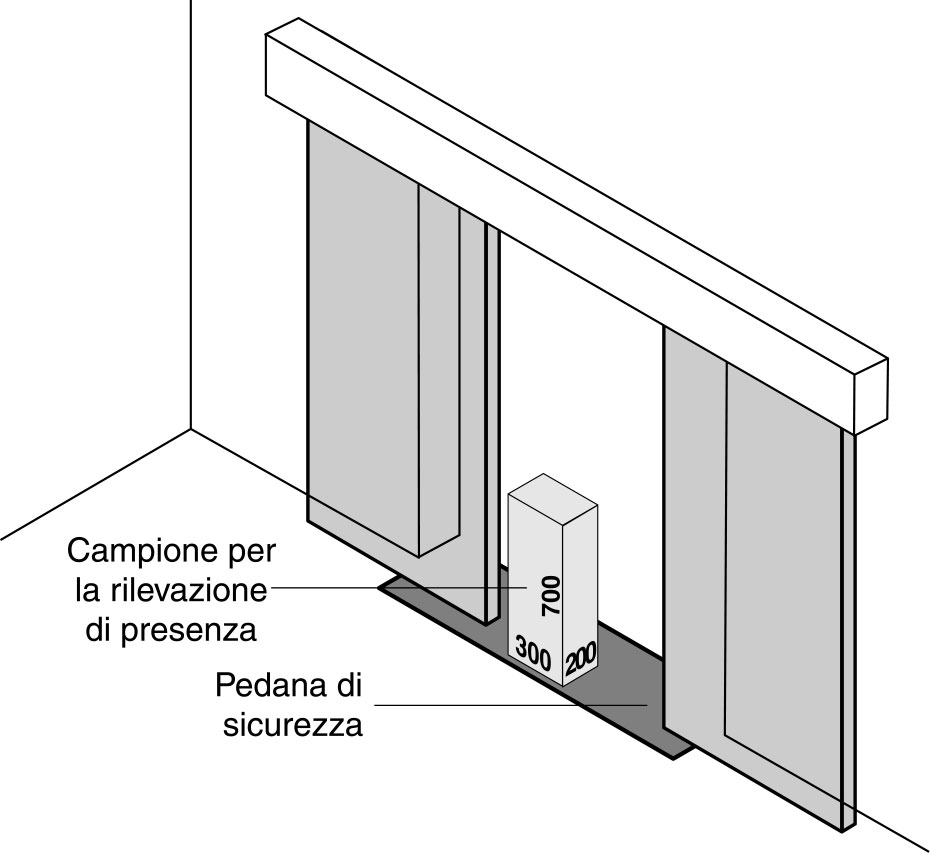 Campione per
la rilevazione
di presenza
700
300
200
Pedana di
sicurezza